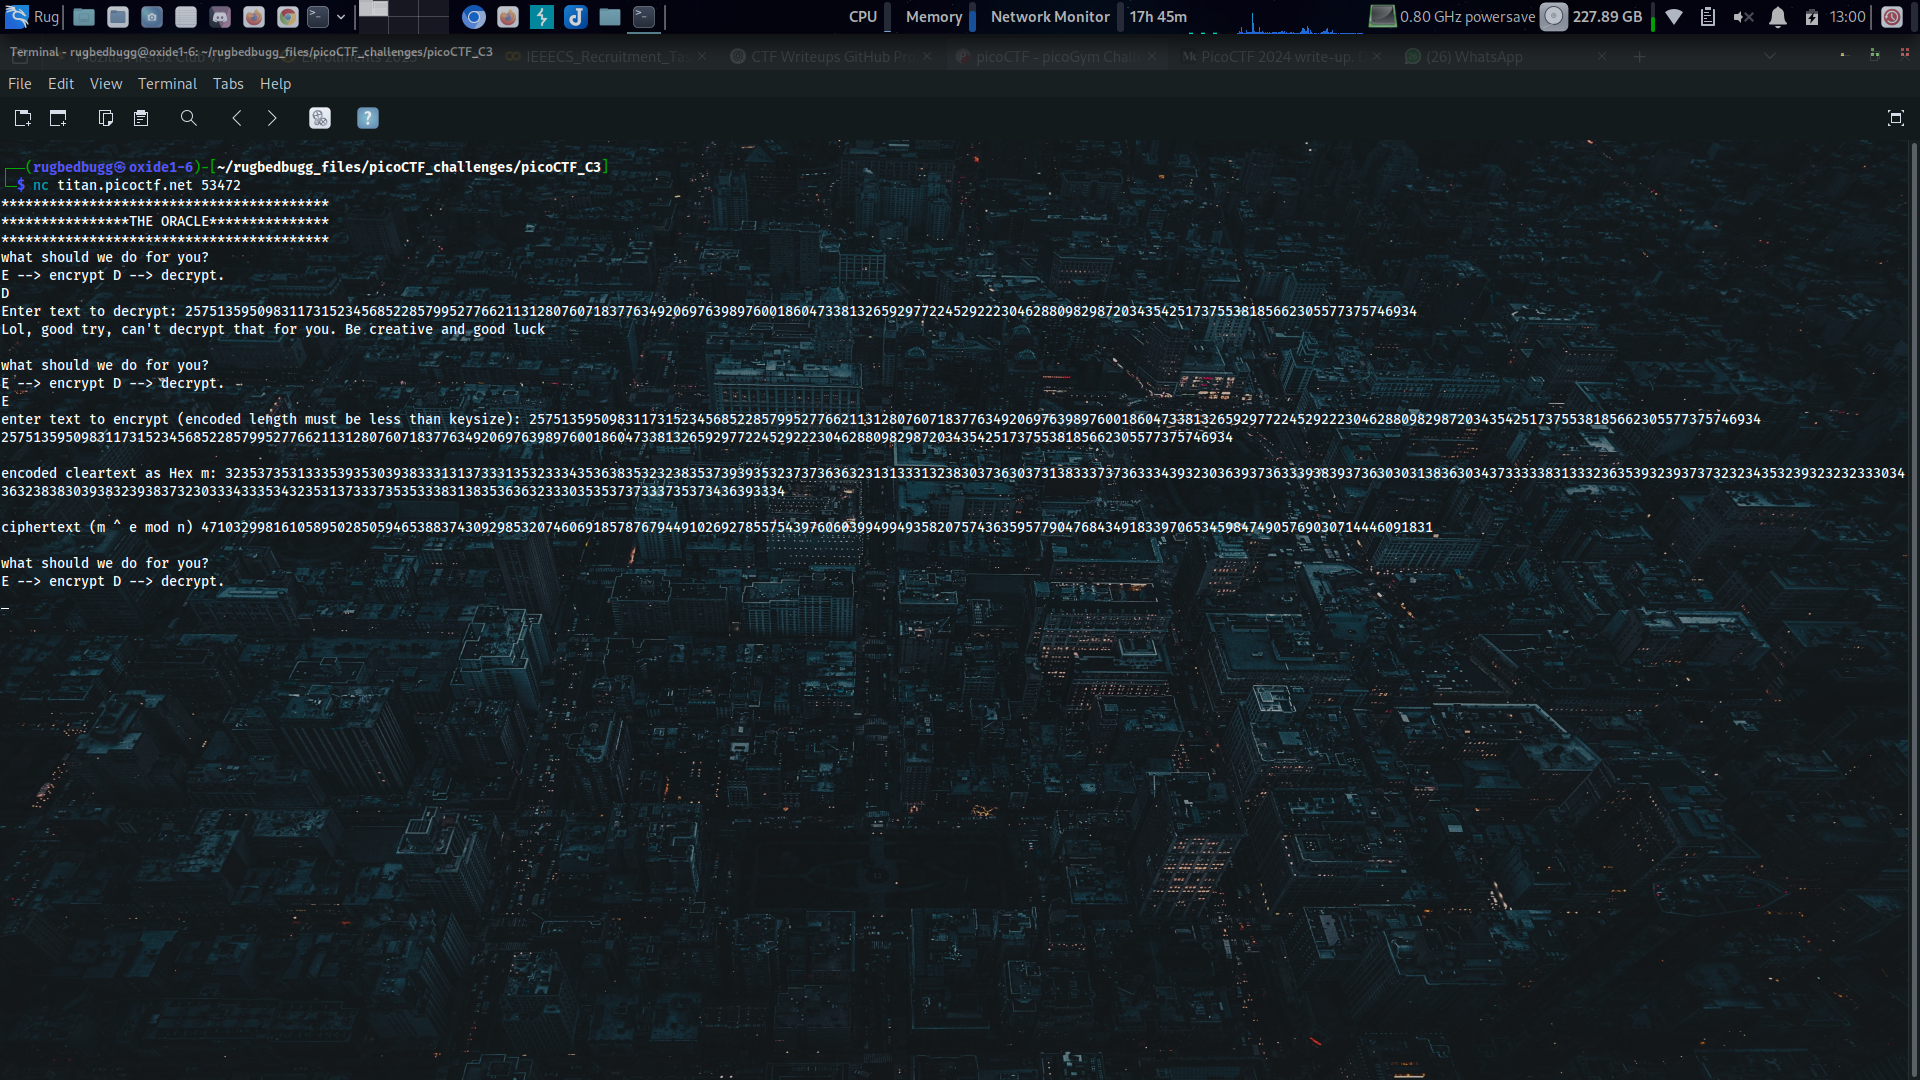 Rug CPU Memory Network Monitor 17h 45m 0.80 GHz powersave 227.89 GB 13:00
Terminal - rugbedbugg@oxide1-6: ~/rugbedbugg_files/picoCTF_challenges/picoCTF_C3
IEEECS_Recruitment_Tas CTF Writeups GitHub Pr picoCTF - picoGym Chall PicoCTF 2024 write-up. (26) WhatsApp
File Edit View Terminal Tabs Help
(rugbedbugg㉿oxide1-6)-[~/rugbedbugg_files/picoCTF_challenges/picoCTF_C3]
$ nc titan.picoctf.net 53472
*****************************************
****************THE ORACLE***************
*****************************************
what should we do for you?
E --> encrypt D --> decrypt.
D
Enter text to decrypt: 2575135950983117315234568522857995277662113128076071837763492069763989760018604733813265929772245292223046288098298720343542517375538185662305577375746934
Lol, good try, can't decrypt that for you. Be creative and good luck
what should we do for you?
E --> encrypt D --> decrypt.
E
enter text to encrypt (encoded length must be less than keysize): 2575135950983117315234568522857995277662113128076071837763492069763989760018604733813265929772245292223046288098298720343542517375538185662305577375746934
2575135950983117315234568522857995277662113128076071837763492069763989760018604733813265929772245292223046288098298720343542517375538185662305577375746934
encoded cleartext as Hex m: 323537353133353935303938333131373331353233343536383532323835373939353237373636323131333132383037363037313833373736333439323036393736333938393736303031383630343733333831333236353932393737323234353239323232333034
3632383830393832393837323033343335343235313733373535333831383536363233303535373733373537343639333­4
ciphertext (m ^ e mod n) 4710329981610589502850594653883743092985320746069185787679449102692785575439760603994994935820757436359577904768434918339706534598474905769030714446091831
what should we do for you?
E --> encrypt D --> decrypt.